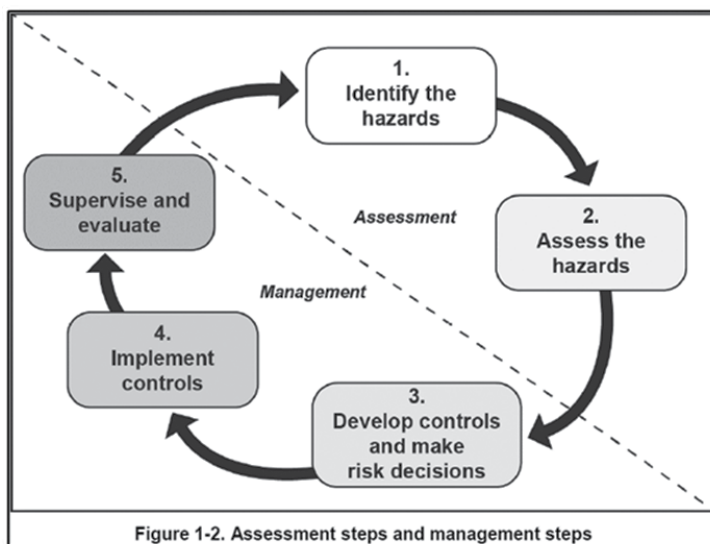 1.
Identify the
hazards
2.
Assess the
hazards
3.
Develop controls
and make
risk decisions
4.
Implement
controls
5.
Supervise and
evaluate
Assessment
Management
Figure 1-2. Assessment steps and management steps